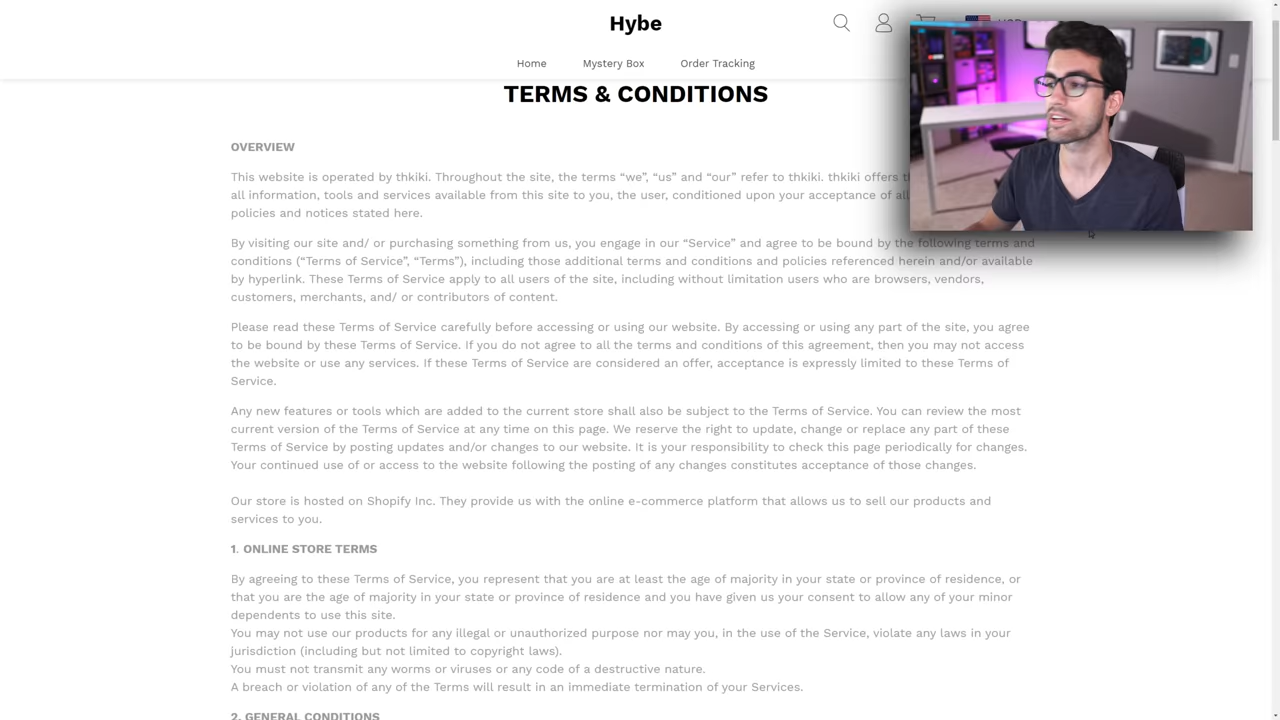 Hybe
Home Mystery Box Order Tracking
TERMS & CONDITIONS
OVERVIEW
This website is operated by thkiki. Throughout the site, the terms “we”, “us” and “our” refer to thkiki. thkiki offers
all information, tools and services available from this site to you, the user, conditioned upon your acceptance of all
policies and notices stated here.
By visiting our site and/ or purchasing something from us, you engage in our “Service” and agree to be bound by the following terms and
conditions (“Terms of Service”, “Terms”), including those additional terms and conditions and policies referenced herein and/or available
by hyperlink. These Terms of Service apply to all users of the site, including without limitation users who are browsers, vendors,
customers, merchants, and/ or contributors of content.
Please read these Terms of Service carefully before accessing or using our website. By accessing or using any part of the site, you agree
to be bound by these Terms of Service. If you do not agree to all the terms and conditions of this agreement, then you may not access
the website or use any services. If these Terms of Service are considered an offer, acceptance is expressly limited to these Terms of
Service.
Any new features or tools which are added to the current store shall also be subject to the Terms of Service. You can review the most
current version of the Terms of Service at any time on this page. We reserve the right to update, change or replace any part of these
Terms of Service by posting updates and/or changes to our website. It is your responsibility to check this page periodically for changes.
Your continued use of or access to the website following the posting of any changes constitutes acceptance of those changes.
Our store is hosted on Shopify Inc. They provide us with the online e-commerce platform that allows us to sell our products and
services to you.
1. ONLINE STORE TERMS
By agreeing to these Terms of Service, you represent that you are at least the age of majority in your state or province of residence, or
that you are the age of majority in your state or province of residence and you have given us your consent to allow any of your minor
dependents to use this site.
You may not use our products for any illegal or unauthorized purpose nor may you, in the use of the Service, violate any laws in your
jurisdiction (including but not limited to copyright laws).
You must not transmit any worms or viruses or any code of a destructive nature.
A breach or violation of any of the Terms will result in an immediate termination of your Services.
2. GENERAL CONDITIONS